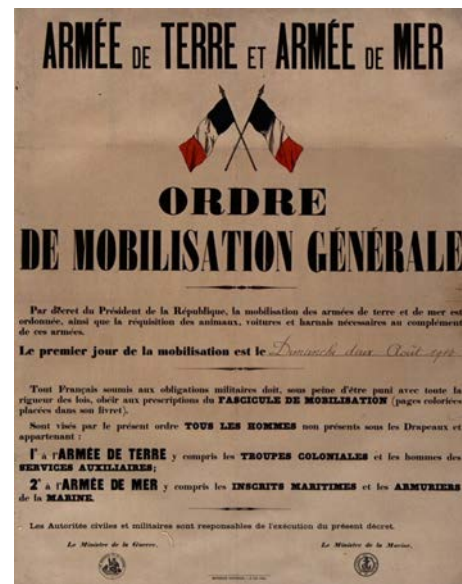 ARMÉE DE TERRE ET ARMÉE DE MER
ORDRE
DE MOBILISATION GÉNÉRALE
Par décret du Président de la République, la mobilisation des armées de terre et de mer est
ordonnée, ainsi que la réquisition des animaux, voitures et harnais nécessaires au complément
de ces armées.
Le premier jour de la mobilisation est le Dimanche deux Août
Tout Français soumis aux obligations militaires doit, sous peine d'être puni avec toute la
rigueur des lois, obéir aux prescriptions du FASCICULE DE MOBILISATION (pages coloriées
placées dans son livret).
Sont visés par le présent ordre TOUS LES HOMMES non présents sous les Drapeaux et
appartenant :
1° à l'ARMÉE DE TERRE y compris les TROUPES COLONIALES et les hommes des
SERVICES AUXILIAIRES;
2° à l'ARMÉE DE MER y compris les INSCRITS MARITIMES et les ARMURIERS
de la MARINE.
Les Autorités civiles et militaires sont responsables de l'exécution du présent décret.
Le Ministre de la Guerre, Le Ministre de la Marine,